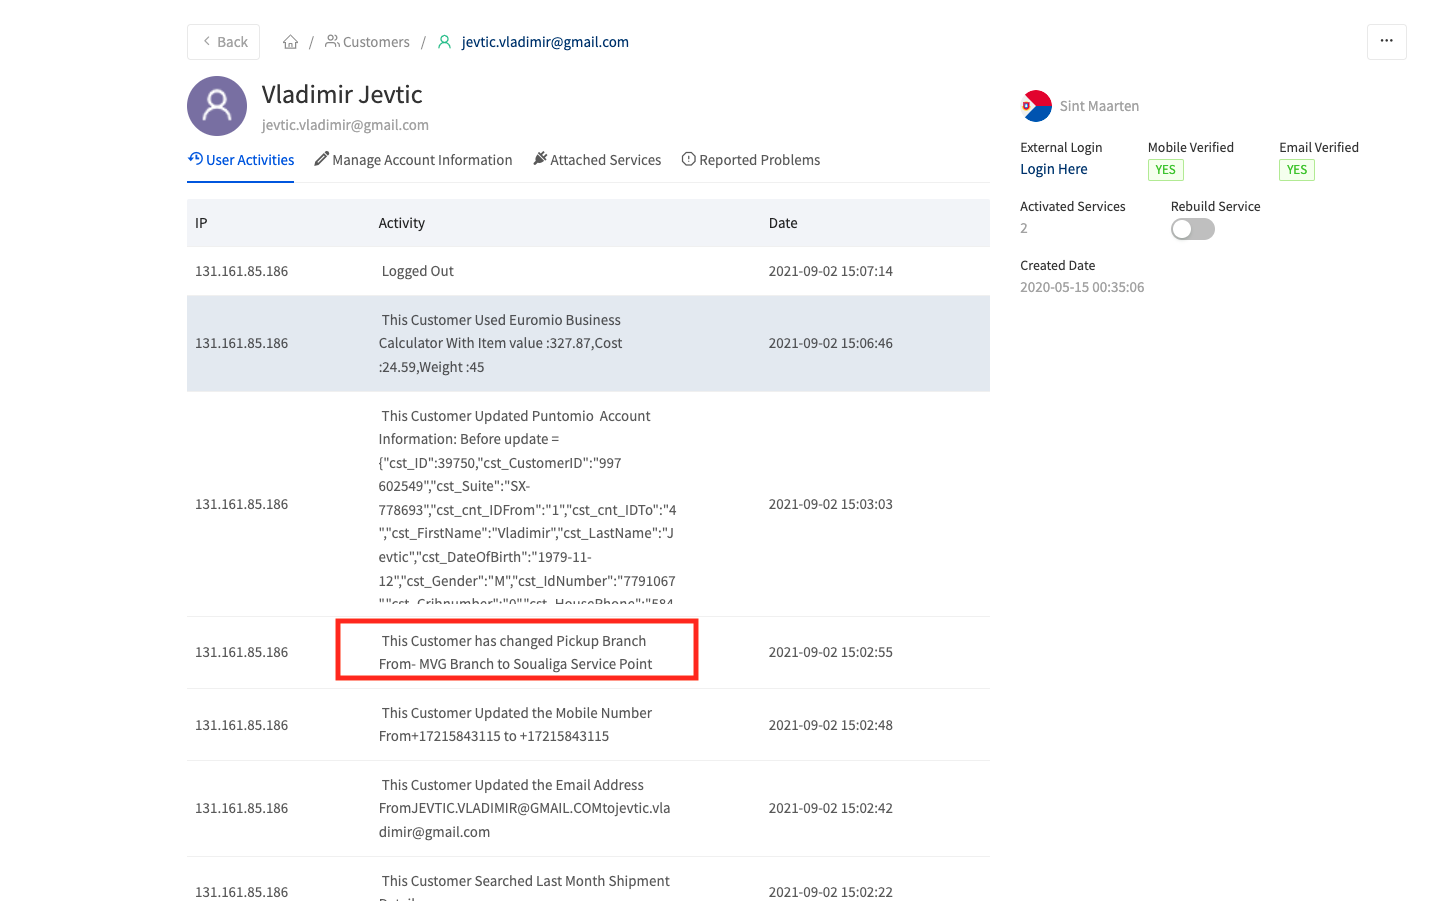 Back / Customers / jevtic.vladimir@gmail.com
Vladimir Jevtic
jevtic.vladimir@gmail.com
User Activities Manage Account Information Attached Services Reported Problems
IP Activity Date
131.161.85.186 Logged Out 2021-09-02 15:07:14
This Customer Used Euromio Business
131.161.85.186 Calculator With Item value :327.87,Cost 2021-09-02 15:06:46
:24.59,Weight :45
This Customer Updated Puntomio Account
Information: Before update =
{"cst_ID":39750,"cst_CustomerID":"997
602549","cst_Suite":"SX-
131.161.85.186 778693","cst_cnt_IDFrom":"1","cst_cnt_IDTo":"4 2021-09-02 15:03:03
","cst_FirstName":"Vladimir","cst_LastName":"J
evtic","cst_DateOfBirth":"1979-11-
12","cst_Gender":"M","cst_IdNumber":"7791067
","cst_Cribnumber":"0","cst_HousePhone":"584
This Customer has changed Pickup Branch
131.161.85.186 From- MVG Branch to Soualiga Service Point 2021-09-02 15:02:55
This Customer Updated the Mobile Number
131.161.85.186 From+17215843115 to +17215843115 2021-09-02 15:02:48
This Customer Updated the Email Address
131.161.85.186 FromJEVTIC.VLADIMIR@GMAIL.COMtojevtic.vla 2021-09-02 15:02:42
dimir@gmail.com
This Customer Searched Last Month Shipment
131.161.85.186 2021-09-02 15:02:22
Sint Maarten
External Login Mobile Verified Email Verified
Login Here YES YES
Activated Services Rebuild Service
2
Created Date
2020-05-15 00:35:06